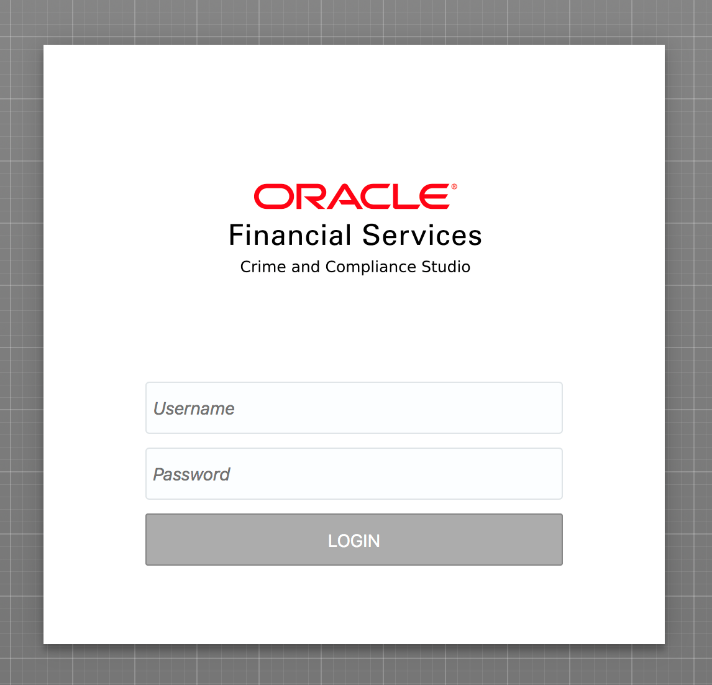 ORACLE®
Financial Services
Crime and Compliance Studio
Username
Password
LOGIN